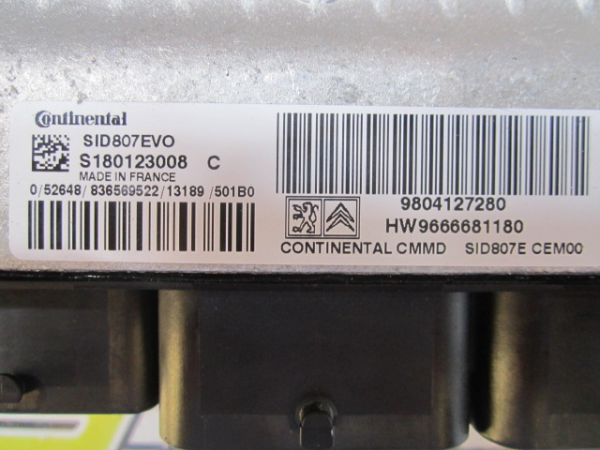 Continental
SID807EVO
S180123008 C
MADE IN FRANCE
0/52648/836569522/13189/501B0
9804127280
HW9666681180
CONTINENTAL CMMD SID807E CEM00